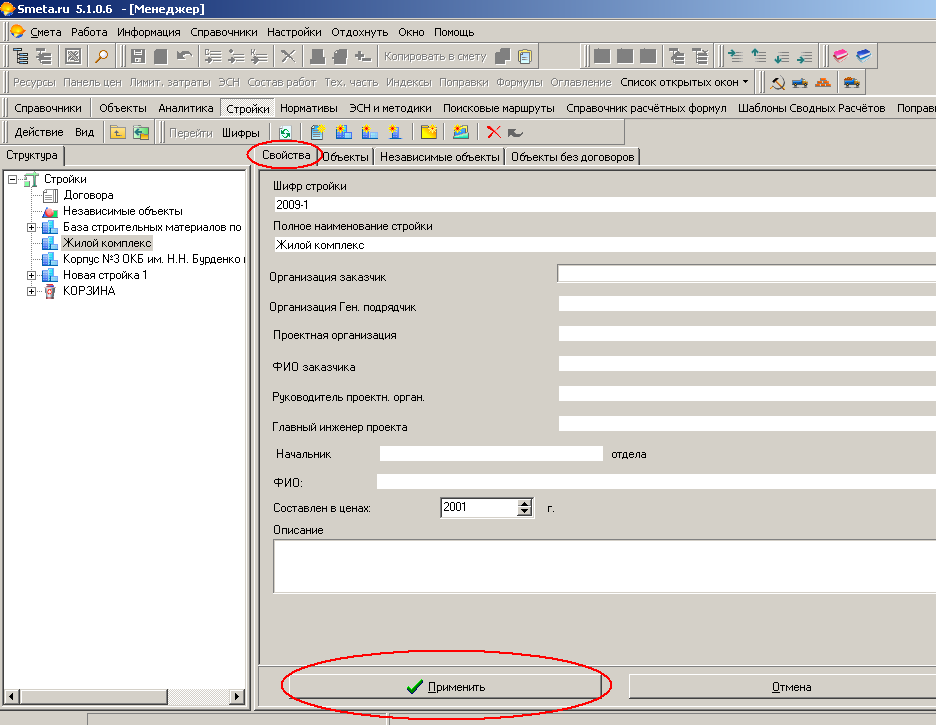 Smeta.ru 5.1.0.6 - [Менеджер]
Смета Работа Информация Справочники Настройки Отдохнуть Окно Помощь
Копировать в смету
Ресурсы Панель цен Лимит. затраты ЭСН Состав работ Тех. часть Индексы Поправки Формулы Оглавление Список открытых окон
Справочники Объекты Аналитика Стройки Нормативы ЭСН и методики Поисковые маршруты Справочник расчётных формул Шаблоны Сводных Расчётов Поправ
Действие Вид Перейти Шифры
Структура
Свойства Объекты Независимые объекты Объекты без договоров
Стройки
Договора
Независимые объекты
База строительных материалов по
Жилой комплекс
Корпус №3 ОКБ им. Н.Н. Бурденко
Новая стройка 1
КОРЗИНА
Шифр стройки
2009-1
Полное наименование стройки
Жилой комплекс
Организация заказчик
Организация Ген. подрядчик
Проектная организация
ФИО заказчика
Руководитель проектн. орган.
Главный инженер проекта
Начальник отдела
ФИО:
Составлен в ценах: 2001 г.
Описание
Применить Отмена